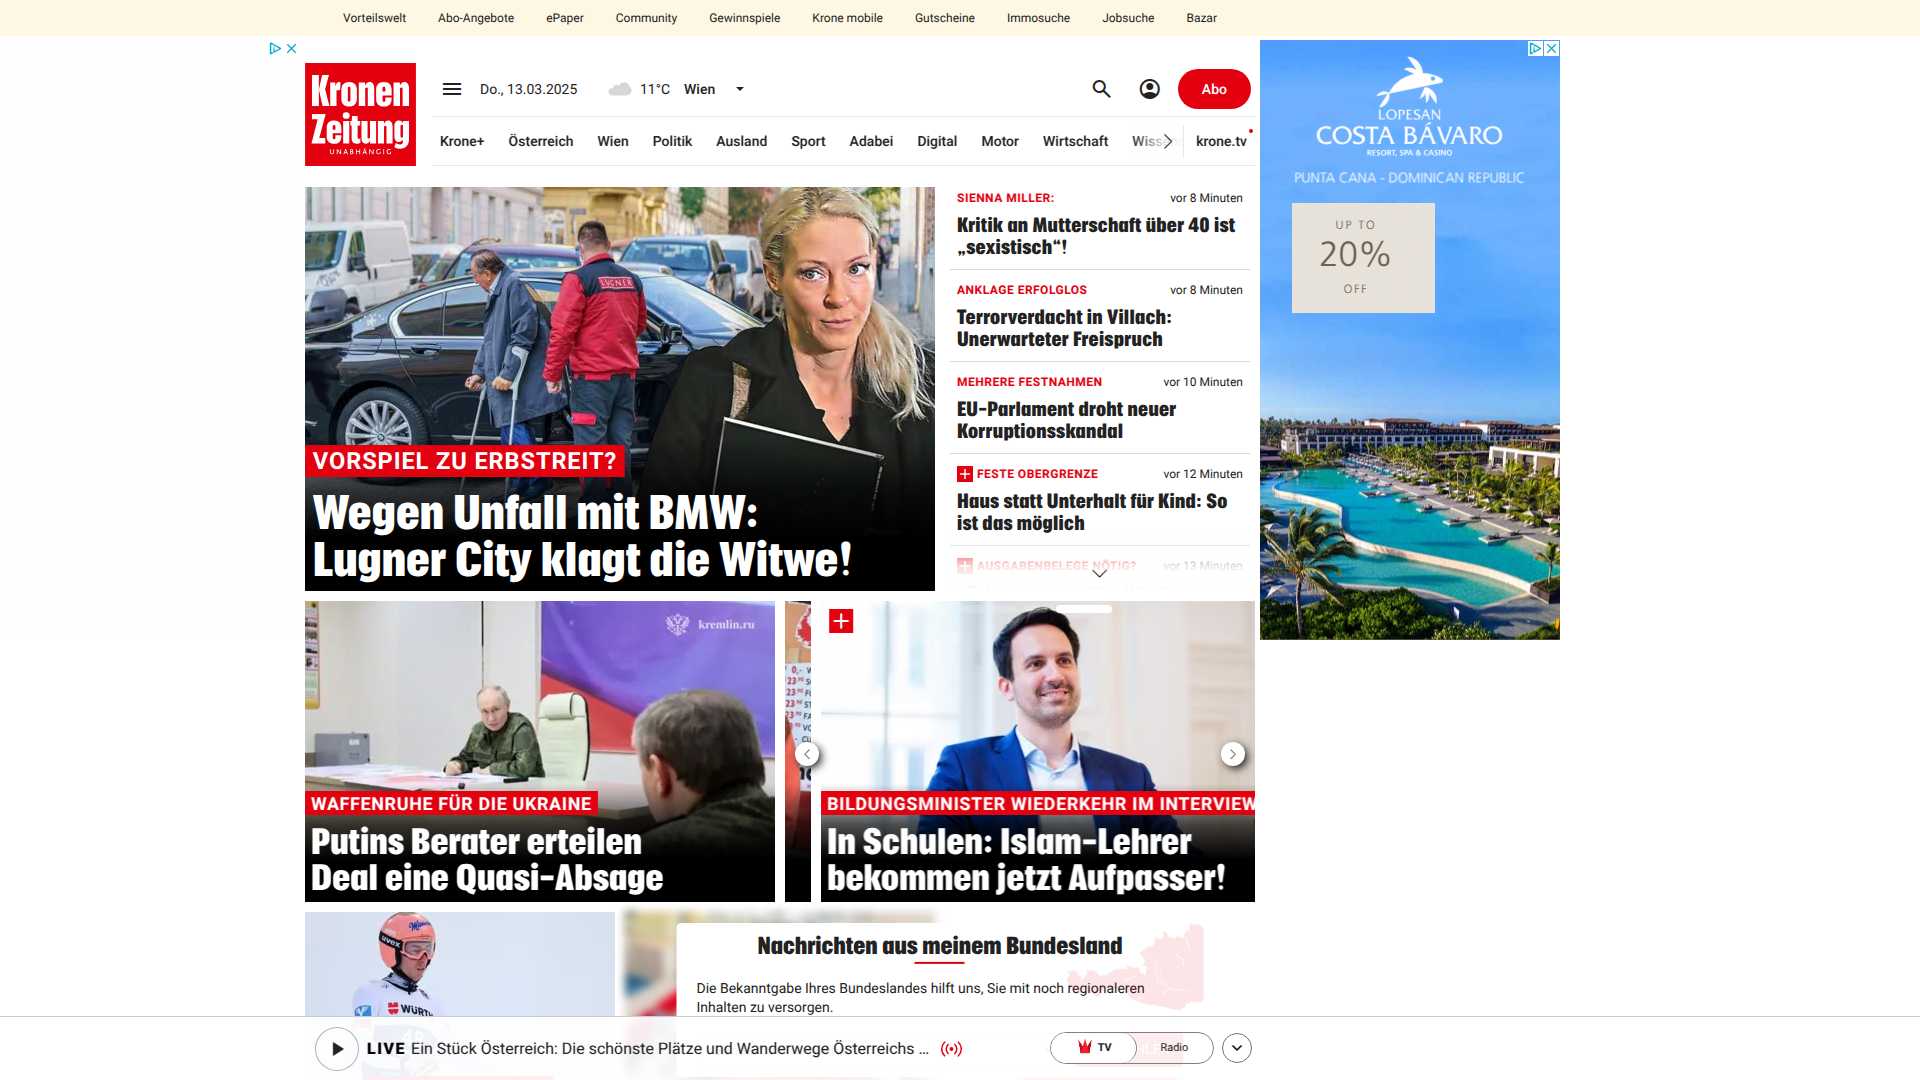 Vorteilswelt Abo-Angebote ePaper Community Gewinnspiele Krone mobile Gutscheine Immosuche Jobsuche Bazar
Kronen
Zeitung
UNABHÄNGIG
Do., 13.03.2025 11°C Wien
Abo
Krone+ Österreich Wien Politik Ausland Sport Adabei Digital Motor Wirtschaft krone.tv
LUGNER
VORSPIEL ZU ERBSTREIT?
Wegen Unfall mit BMW:
Lugner City klagt die Witwe!
SIENNA MILLER: vor 8 Minuten
Kritik an Mutterschaft über 40 ist
„sexistisch“!
ANKLAGE ERFOLGLOS vor 8 Minuten
Terrorverdacht in Villach:
Unerwarteter Freispruch
MEHRERE FESTNAHMEN vor 10 Minuten
EU-Parlament droht neuer
Korruptionsskandal
FESTE OBERGRENZE vor 12 Minuten
Haus statt Unterhalt für Kind: So
ist das möglich
AUSGABENBELEGE NÖTIG? vor 13 Minuten
LOPESAN
COSTA BÁVARO
RESORT, SPA & CASINO
PUNTA CANA - DOMINICAN REPUBLIC
UP TO
20%
OFF
kremlin.ru
WAFFENRUHE FÜR DIE UKRAINE
Putins Berater erteilen
Deal eine Quasi-Absage
BILDUNGSMINISTER WIEDERKEHR IM INTERVIEW
In Schulen: Islam-Lehrer
bekommen jetzt Aufpasser!
uvex
WÜRTH
Nachrichten aus meinem Bundesland
Die Bekanntgabe Ihres Bundeslandes hilft uns, Sie mit noch regionaleren
Inhalten zu versorgen.
LIVE Ein Stück Österreich: Die schönste Plätze und Wanderwege Österreichs ...
TV Radio